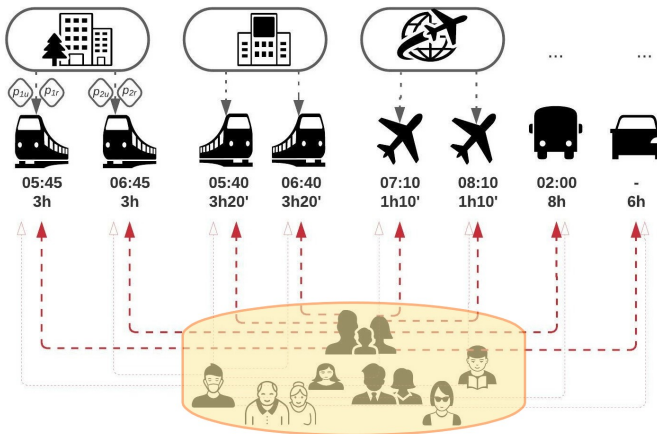 ... ...
p1u p1r p2u p2r
05:45 06:45 05:40 06:40 07:10 08:10 02:00 -
3h 3h 3h20' 3h20' 1h10' 1h10' 8h 6h